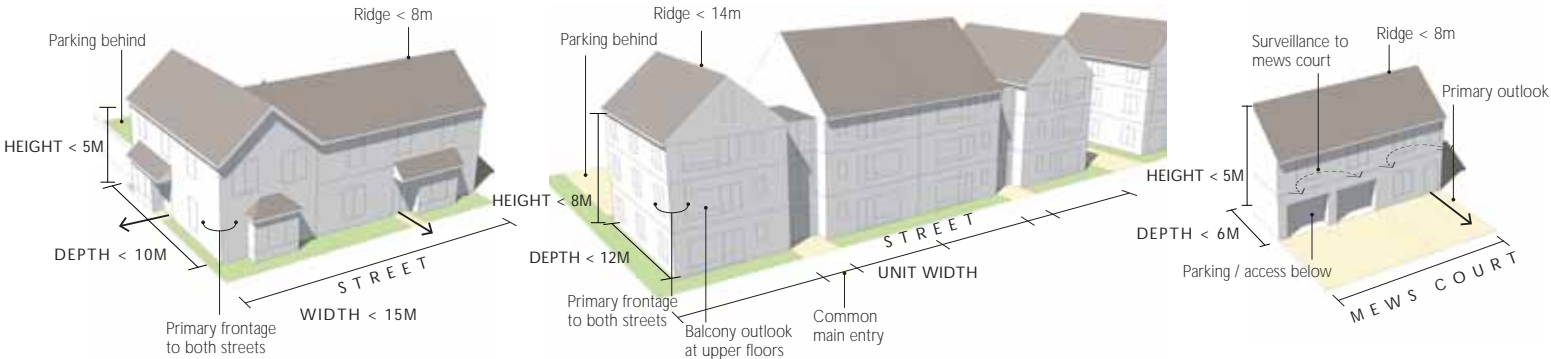 Ridge < 8m
Parking behind
HEIGHT < 5M
DEPTH < 10M
STREET
WIDTH < 15M
Primary frontage
to both streets
Ridge < 14m
Parking behind
HEIGHT < 8M
DEPTH < 12M
STREET
UNIT WIDTH
Primary frontage
to both streets
Balcony outlook
at upper floors
Common
main entry
Surveillance to
mews court
Ridge < 8m
Primary outlook
HEIGHT < 5M
DEPTH < 6M
Parking / access below
MEWS COURT